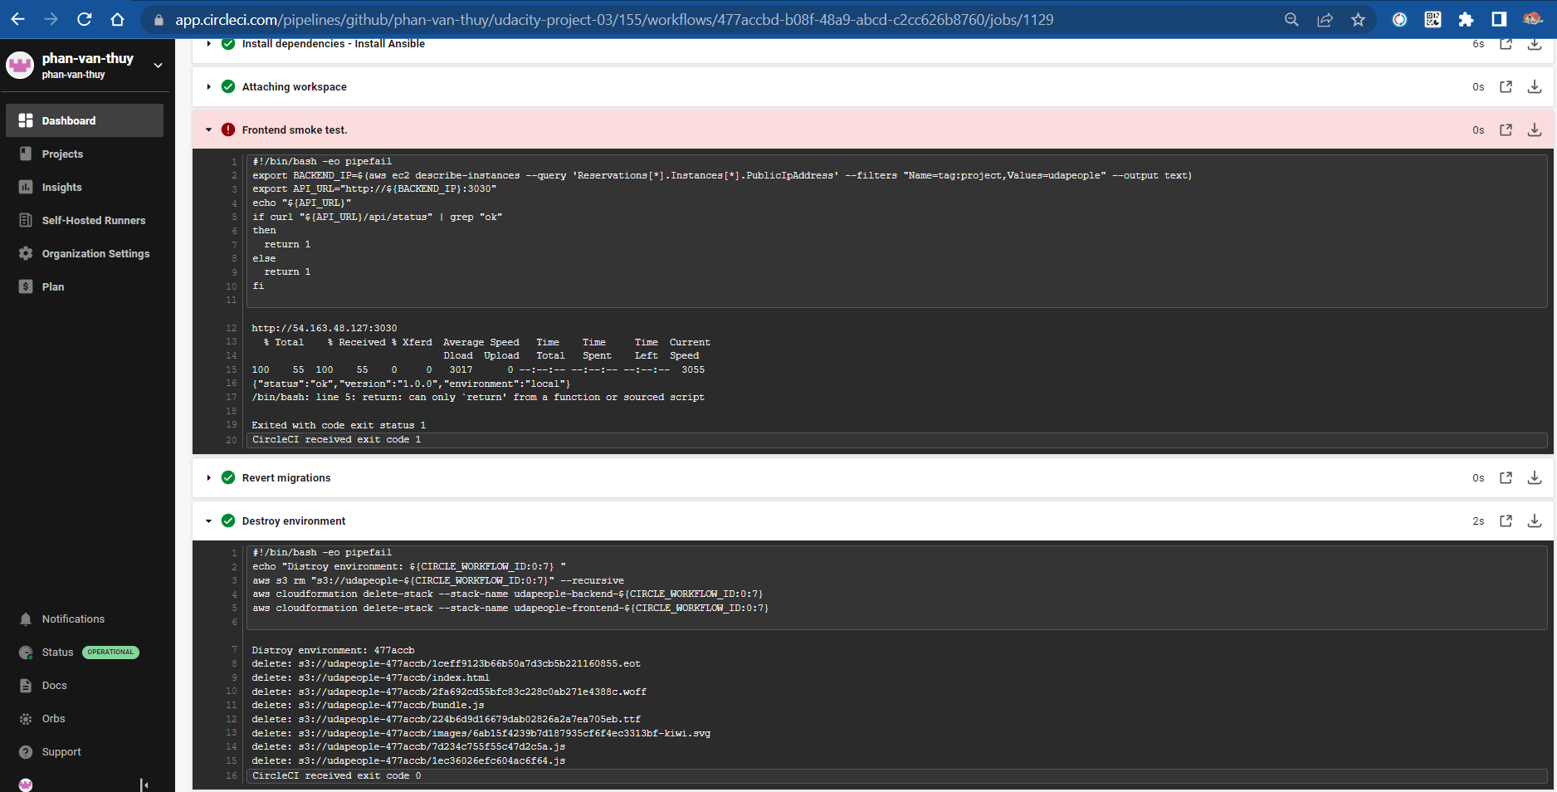 app.circleci.com/pipelines/github/phan-van-thuy/udacity-project-03/155/workflows/477accbd-b08f-48a9-abcd-c2cc626b8760/jobs/1129
phan-van-thuy
phan-van-thuy
Dashboard
Projects
Insights
Self-Hosted Runners
Organization Settings
Plan
Notifications
Status OPERATIONAL
Docs
Orbs
Support
Install dependencies - Install Ansible 6s
Attaching workspace 0s
Frontend smoke test. 0s
1 #!/bin/bash -eo pipefail
2 export BACKEND_IP=$(aws ec2 describe-instances --query 'Reservations[*].Instances[*].PublicIpAddress' --filters "Name=tag:project,Values=udapeople" --output text)
3 export API_URL="http://${BACKEND_IP}:3030"
4 echo "${API_URL}"
5 if curl "${API_URL}/api/status" | grep "ok"
6 then
7 return 1
8 else
9 return 1
10 fi
11
12 http://54.163.48.127:3030
13 % Total % Received % Xferd Average Speed Time Time Time Current
14 Dload Upload Total Spent Left Speed
15 100 55 100 55 0 0 3017 0 --:--:-- --:--:-- --:--:-- 3055
16 {"status":"ok","version":"1.0.0","environment":"local"}
17 /bin/bash: line 5: return: can only `return' from a function or sourced script
18
19 Exited with code exit status 1
20 CircleCI received exit code 1
Revert migrations 0s
Destroy environment 2s
1 #!/bin/bash -eo pipefail
2 echo "Distroy environment: ${CIRCLE_WORKFLOW_ID:0:7} "
3 aws s3 rm "s3://udapeople-${CIRCLE_WORKFLOW_ID:0:7}" --recursive
4 aws cloudformation delete-stack --stack-name udapeople-backend-${CIRCLE_WORKFLOW_ID:0:7}
5 aws cloudformation delete-stack --stack-name udapeople-frontend-${CIRCLE_WORKFLOW_ID:0:7}
6
7 Distroy environment: 477accb
8 delete: s3://udapeople-477accb/1ceff9123b66b50a7d3cb5b221160855.eot
9 delete: s3://udapeople-477accb/index.html
10 delete: s3://udapeople-477accb/2fa692cd55bfc83c228c0ab271e4388c.woff
11 delete: s3://udapeople-477accb/bundle.js
12 delete: s3://udapeople-477accb/224b6d9d16679dab02826a2a7ea705eb.ttf
13 delete: s3://udapeople-477accb/images/6ab15f4239b7d187935cf6f4ec3313bf-kiwi.svg
14 delete: s3://udapeople-477accb/7d234c755f55c47d2c5a.js
15 delete: s3://udapeople-477accb/1ec36026efc604ac6f64.js
16 CircleCI received exit code 0